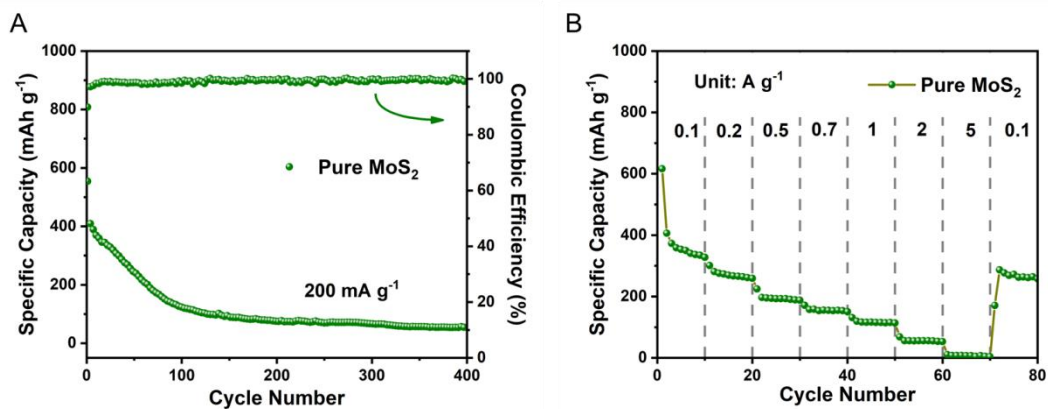 A
1000
800
600
400
200
0
Specific Capacity (mAh g⁻¹)
100
80
60
40
20
0
Coulombic Efficiency (%)
Pure MoS₂
200 mA g⁻¹
0 100 200 300 400
Cycle Number
B
1000
800
600
400
200
0
Specific Capacity (mAh g⁻¹)
Unit: A g⁻¹
Pure MoS₂
0.1 0.2 0.5 0.7 1 2 5 0.1
0 20 40 60 80
Cycle Number